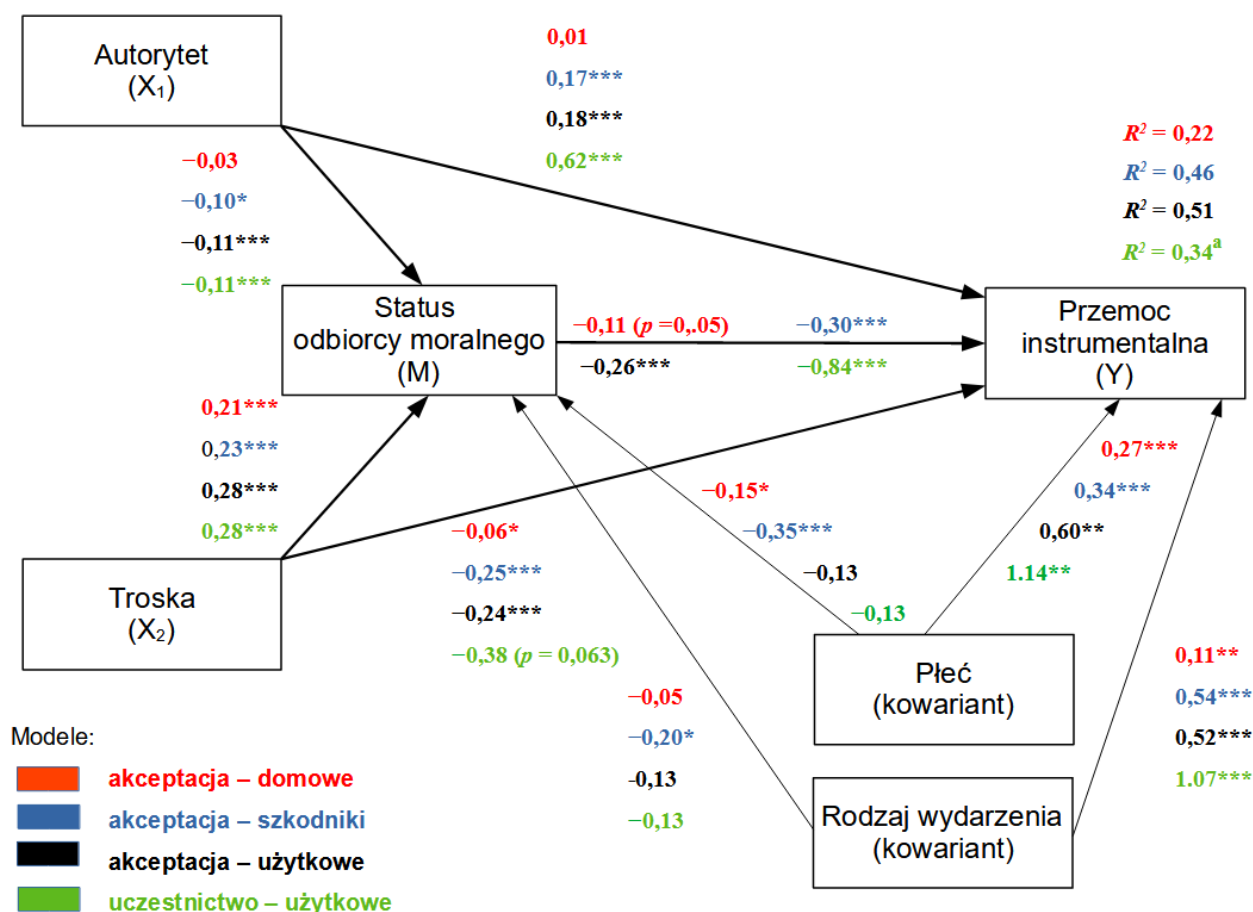 Autorytet
(X₁)
0,01
0,17***
0,18***
0,62***
R² = 0,22
R² = 0,46
R² = 0,51
R² = 0,34ᵃ
−0,03
−0,10*
−0,11***
−0,11***
Status
odbiorcy moralnego
(M)
−0,11 (p =0,.05)
−0,30***
−0,26***
−0,84***
Przemoc
instrumentalna
(Y)
0,21***
0,23***
0,28***
0,28***
Troska
(X₂)
−0,06*
−0,25***
−0,24***
−0,38 (p = 0,063)
−0,15*
−0,35***
−0,13
−0,13
0,27***
0,34***
0,60**
1.14**
Płeć
(kowariant)
−0,05
−0,20*
-0,13
−0,13
Rodzaj wydarzenia
(kowariant)
0,11**
0,54***
0,52***
1.07***
Modele:
akceptacja – domowe
akceptacja – szkodniki
akceptacja – użytkowe
uczestnictwo – użytkowe